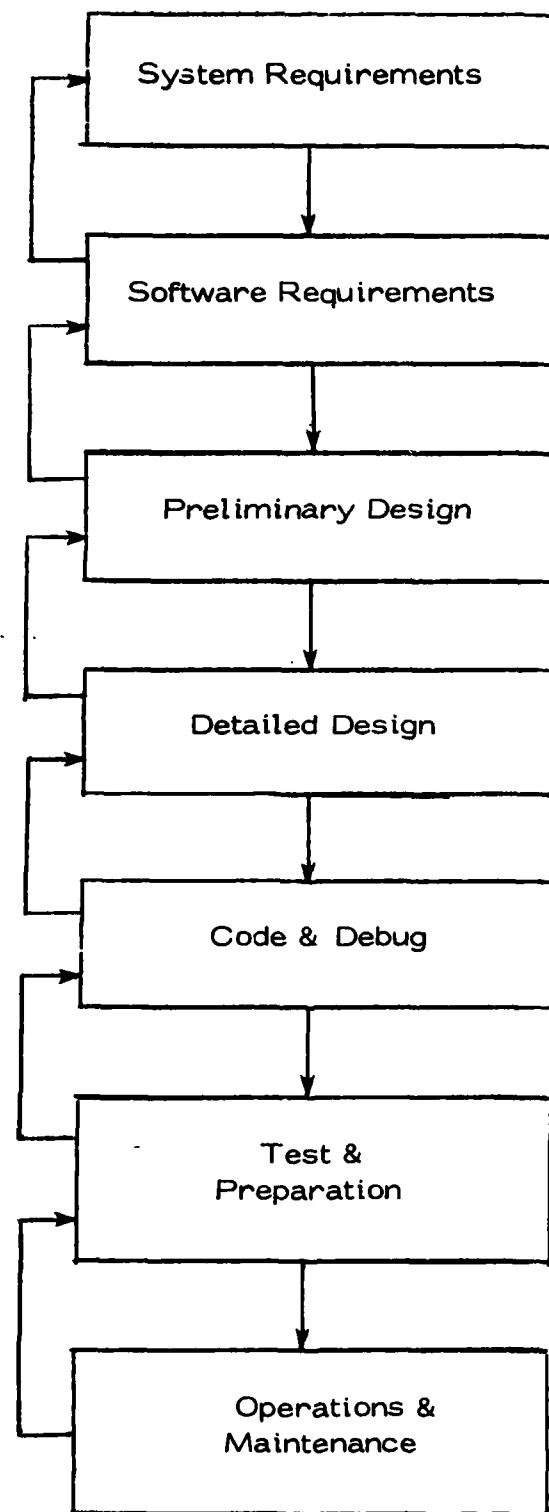 System Requirements
Software Requirements
Preliminary Design
Detailed Design
Code & Debug
Test &
Preparation
Operations &
Maintenance